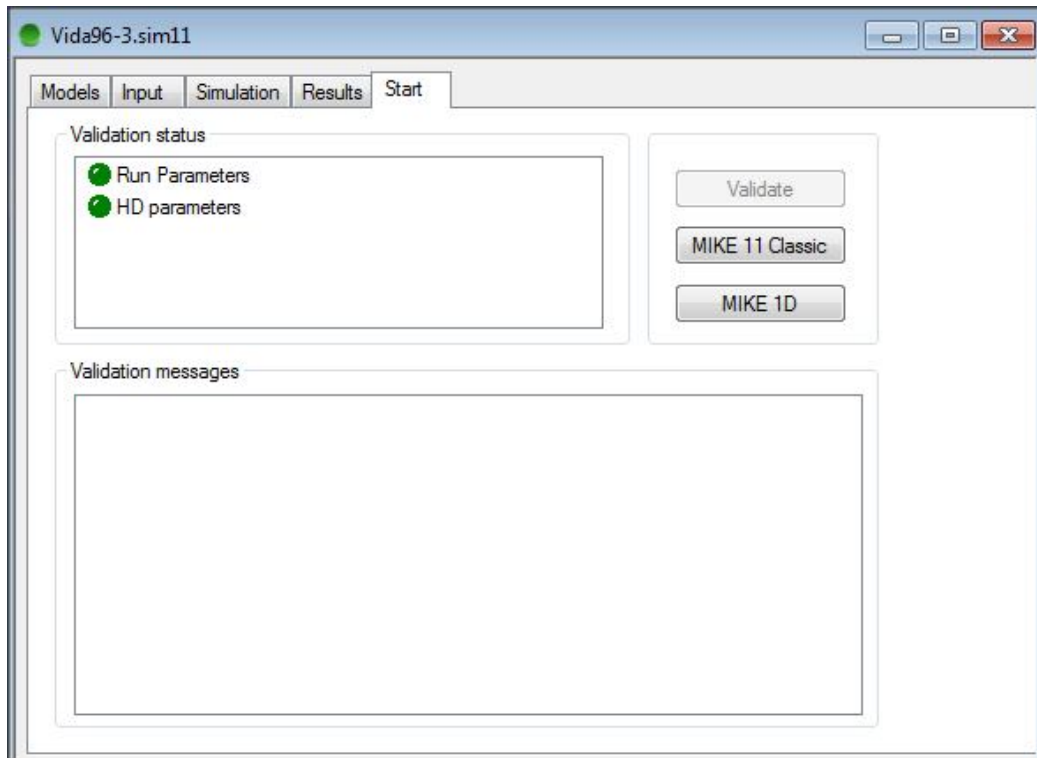 Vida96-3.sim11
Models Input Simulation Results Start
Validation status
Run Parameters
HD parameters
Validate
MIKE 11 Classic
MIKE 1D
Validation messages